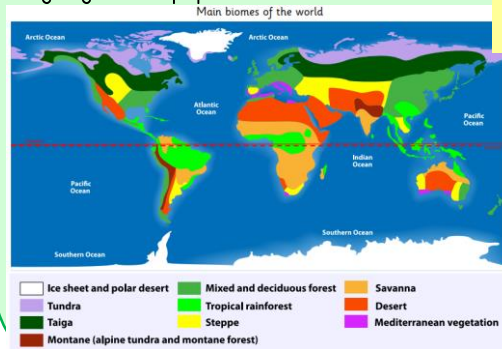 Main biomes of the world
Arctic Ocean
Arctic Ocean
Atlantic Ocean
Pacific Ocean
Indian Ocean
Pacific Ocean
Southern Ocean
Southern Ocean
Ice sheet and polar desert
Tundra
Taiga
Montane (alpine tundra and montane forest)
Mixed and deciduous forest
Tropical rainforest
Steppe
Savanna
Desert
Mediterranean vegetation